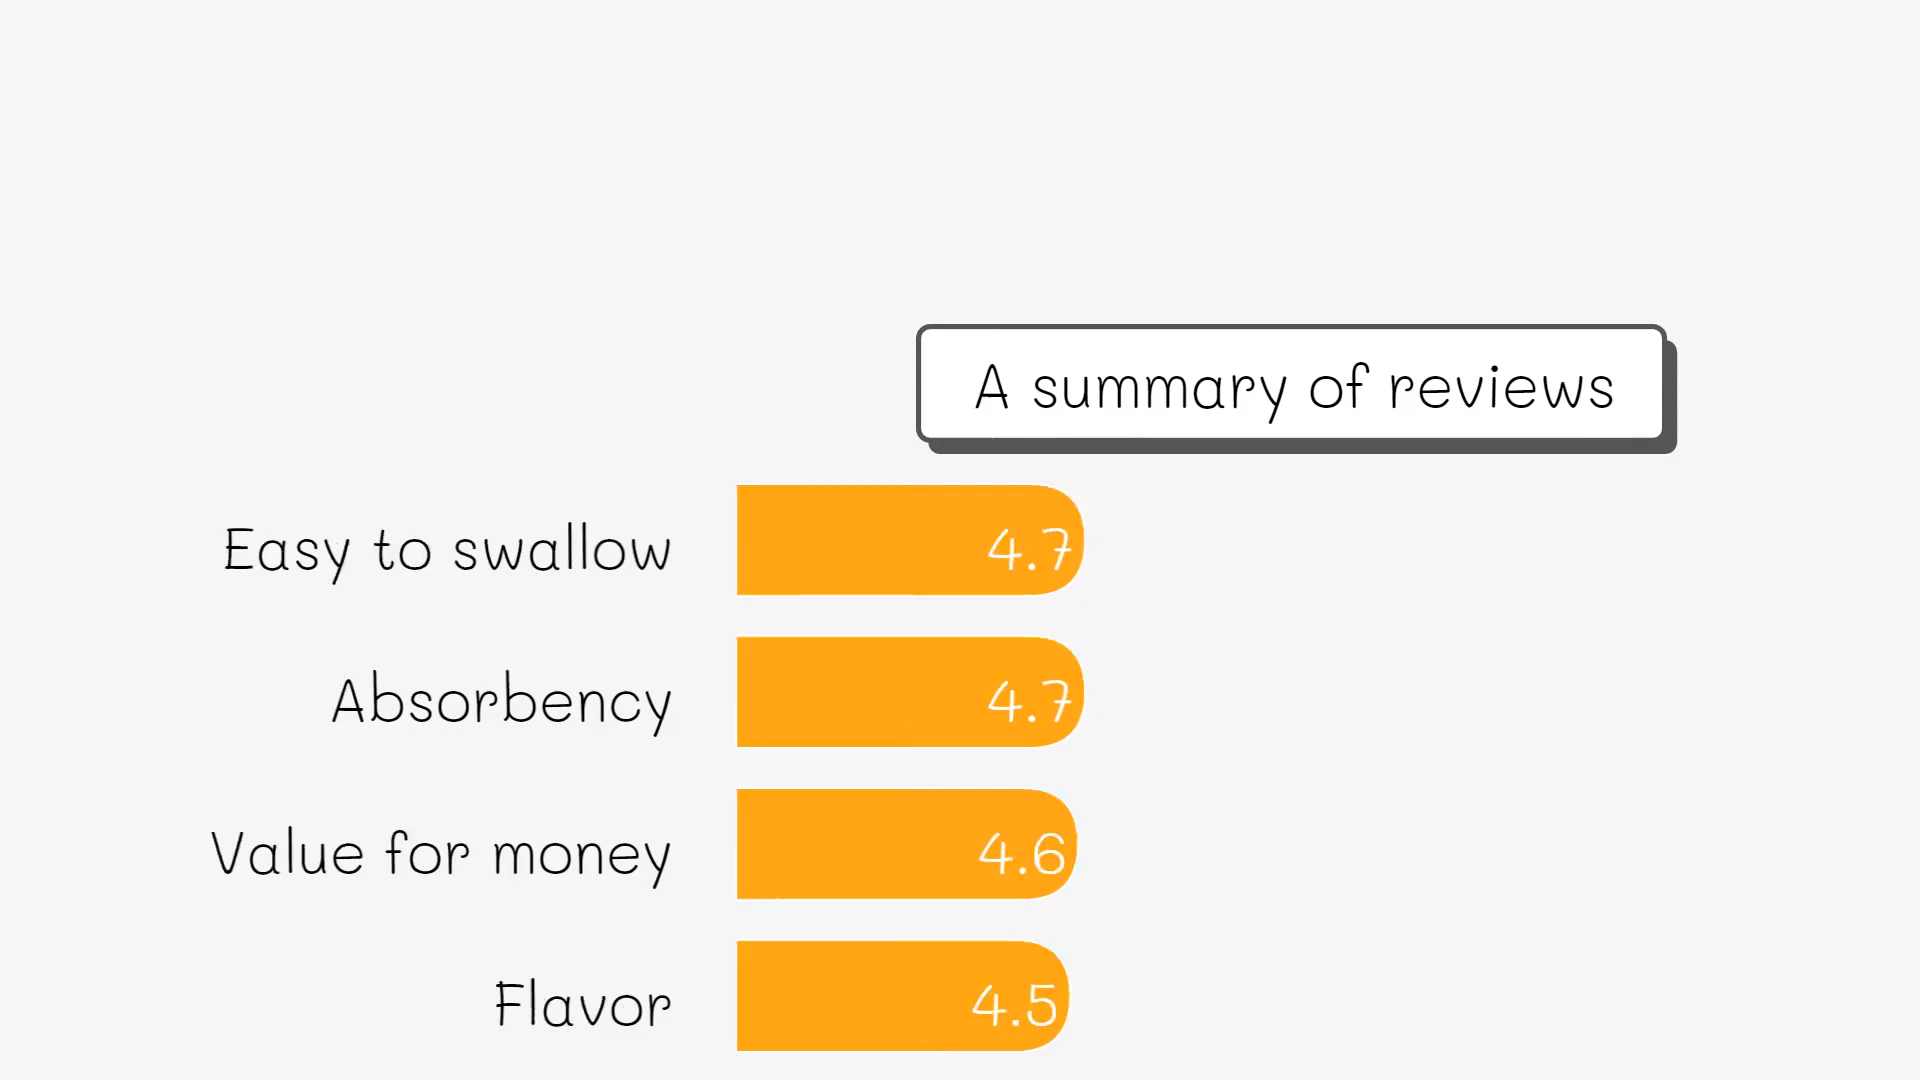 A summary of reviews
Easy to swallow 4.7
Absorbency 4.7
Value for money 4.6
Flavor 4.5